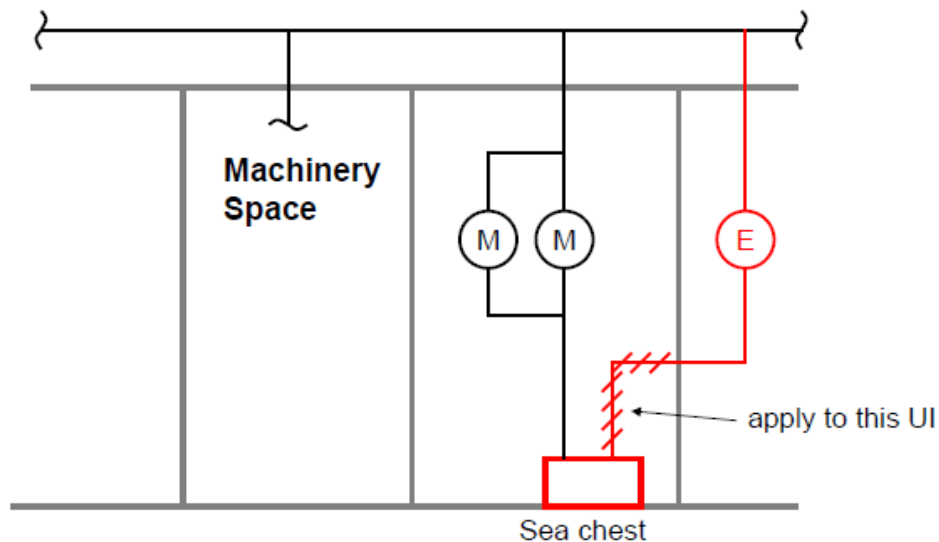 Machinery
Space
M
M
E
apply to this UI
Sea chest